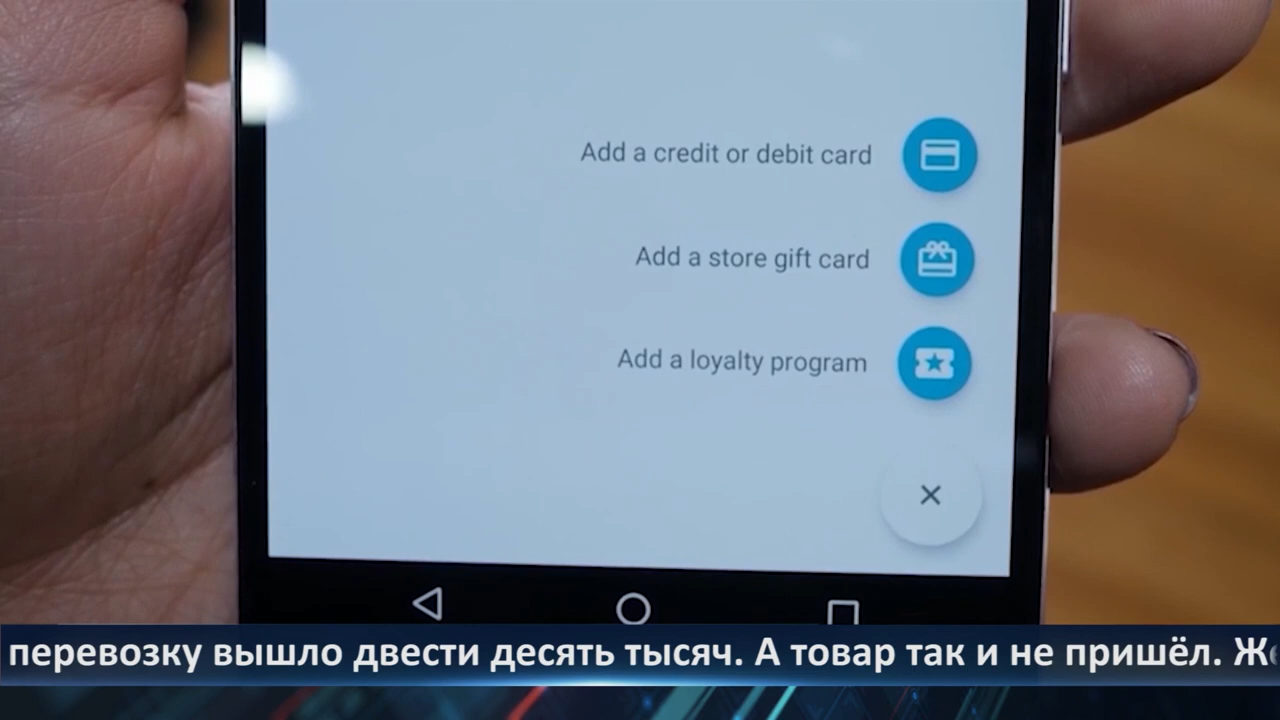 Add a credit or debit card
Add a store gift card
Add a loyalty program
перевозку вышло двести десять тысяч. А товар так и не пришёл.